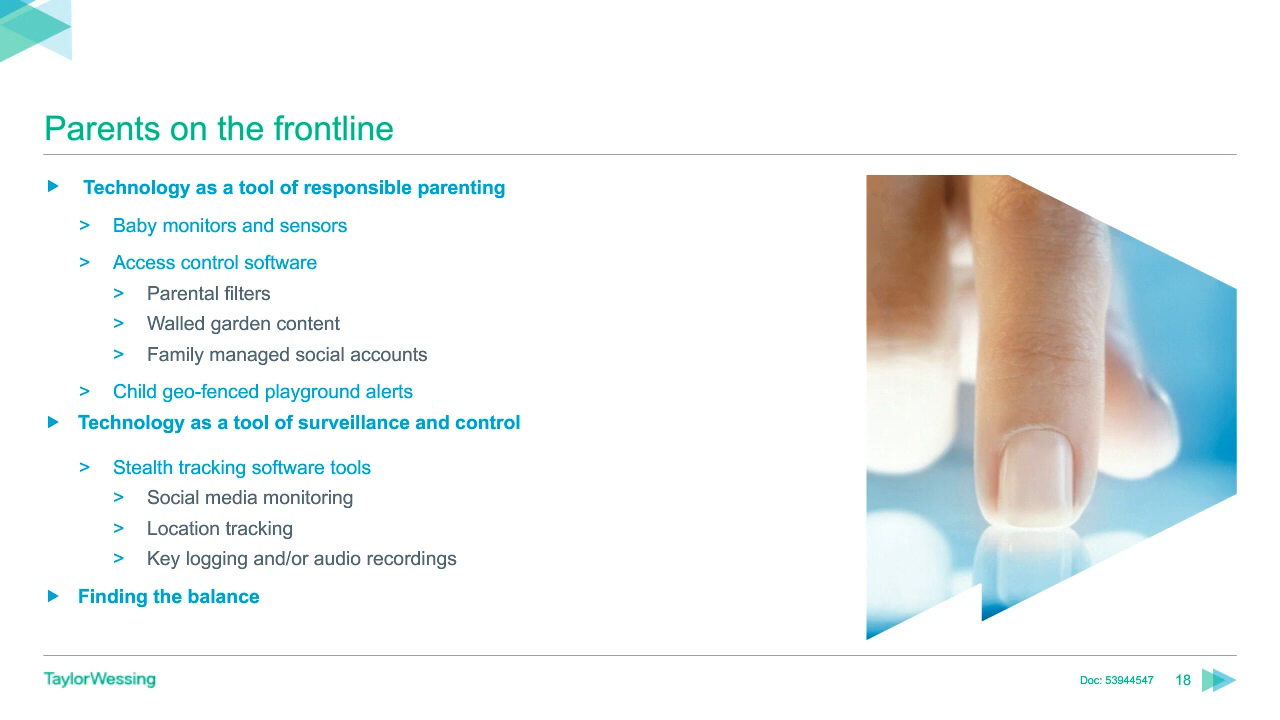 Parents on the frontline
Technology as a tool of responsible parenting
> Baby monitors and sensors
> Access control software
> Parental filters
> Walled garden content
> Family managed social accounts
> Child geo-fenced playground alerts
Technology as a tool of surveillance and control
> Stealth tracking software tools
> Social media monitoring
> Location tracking
> Key logging and/or audio recordings
Finding the balance
TaylorWessing
Doc: 53944547 18